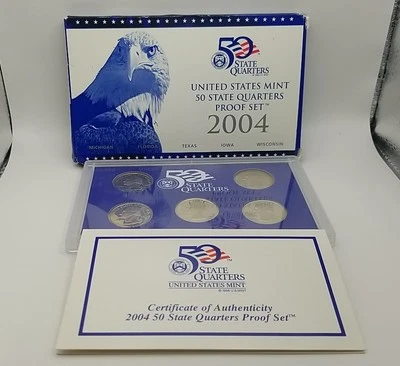 50
STATE
QUARTERS
UNITED STATES MINT
50 STATE QUARTERS
PROOF SET™
2004
MICHIGAN FLORIDA TEXAS IOWA WISCONSIN
50
STATE
QUARTERS
50
STATE
QUARTERS
UNITED STATES MINT
Certificate of Authenticity
2004 50 State Quarters Proof Set™